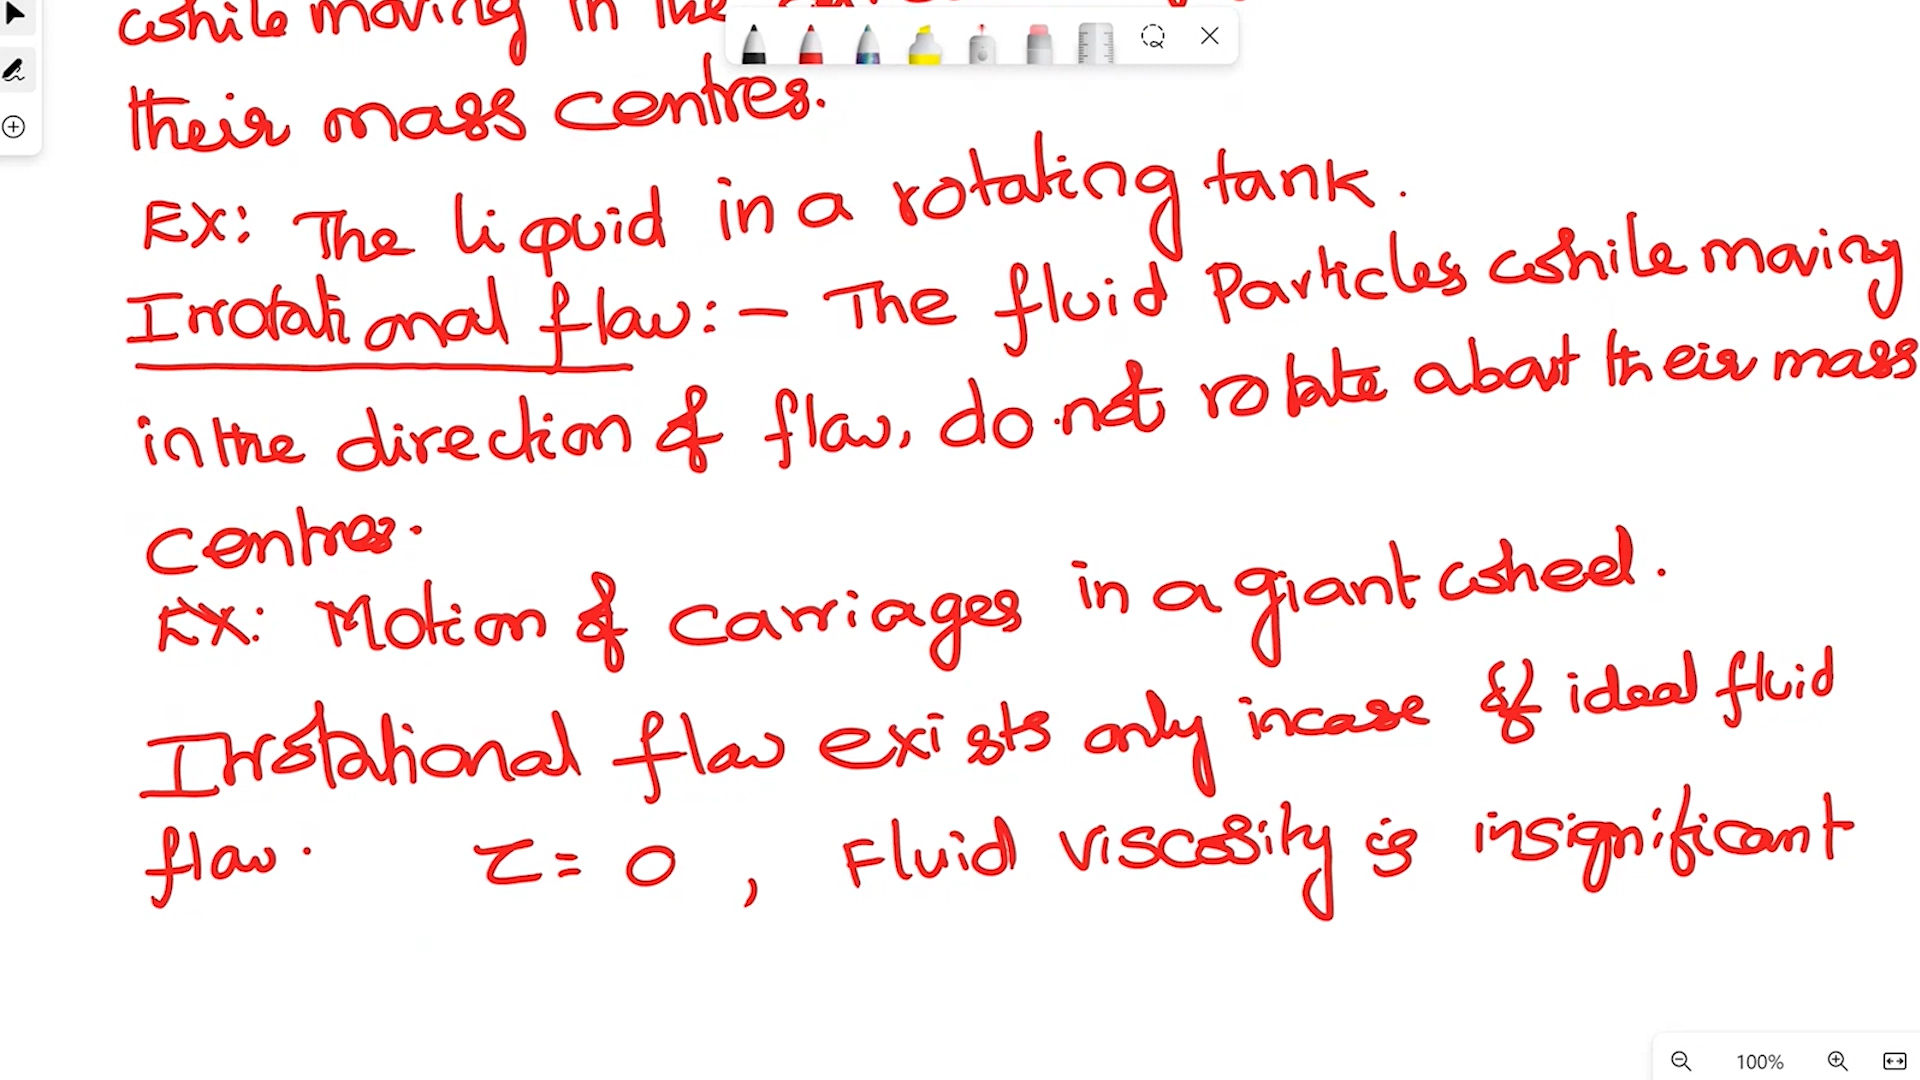 while moving in the
their mass centres.
EX: The liquid in a rotating tank.
Irrotational flow:- The fluid Particles while moving
in the direction of flow, do not rotate about their mass
centres.
EX: Motion of carriages in a giant wheel.
Irrotational flow exists only incase of ideal fluid
flow. τ = 0 , Fluid viscosity is insignificant
100%